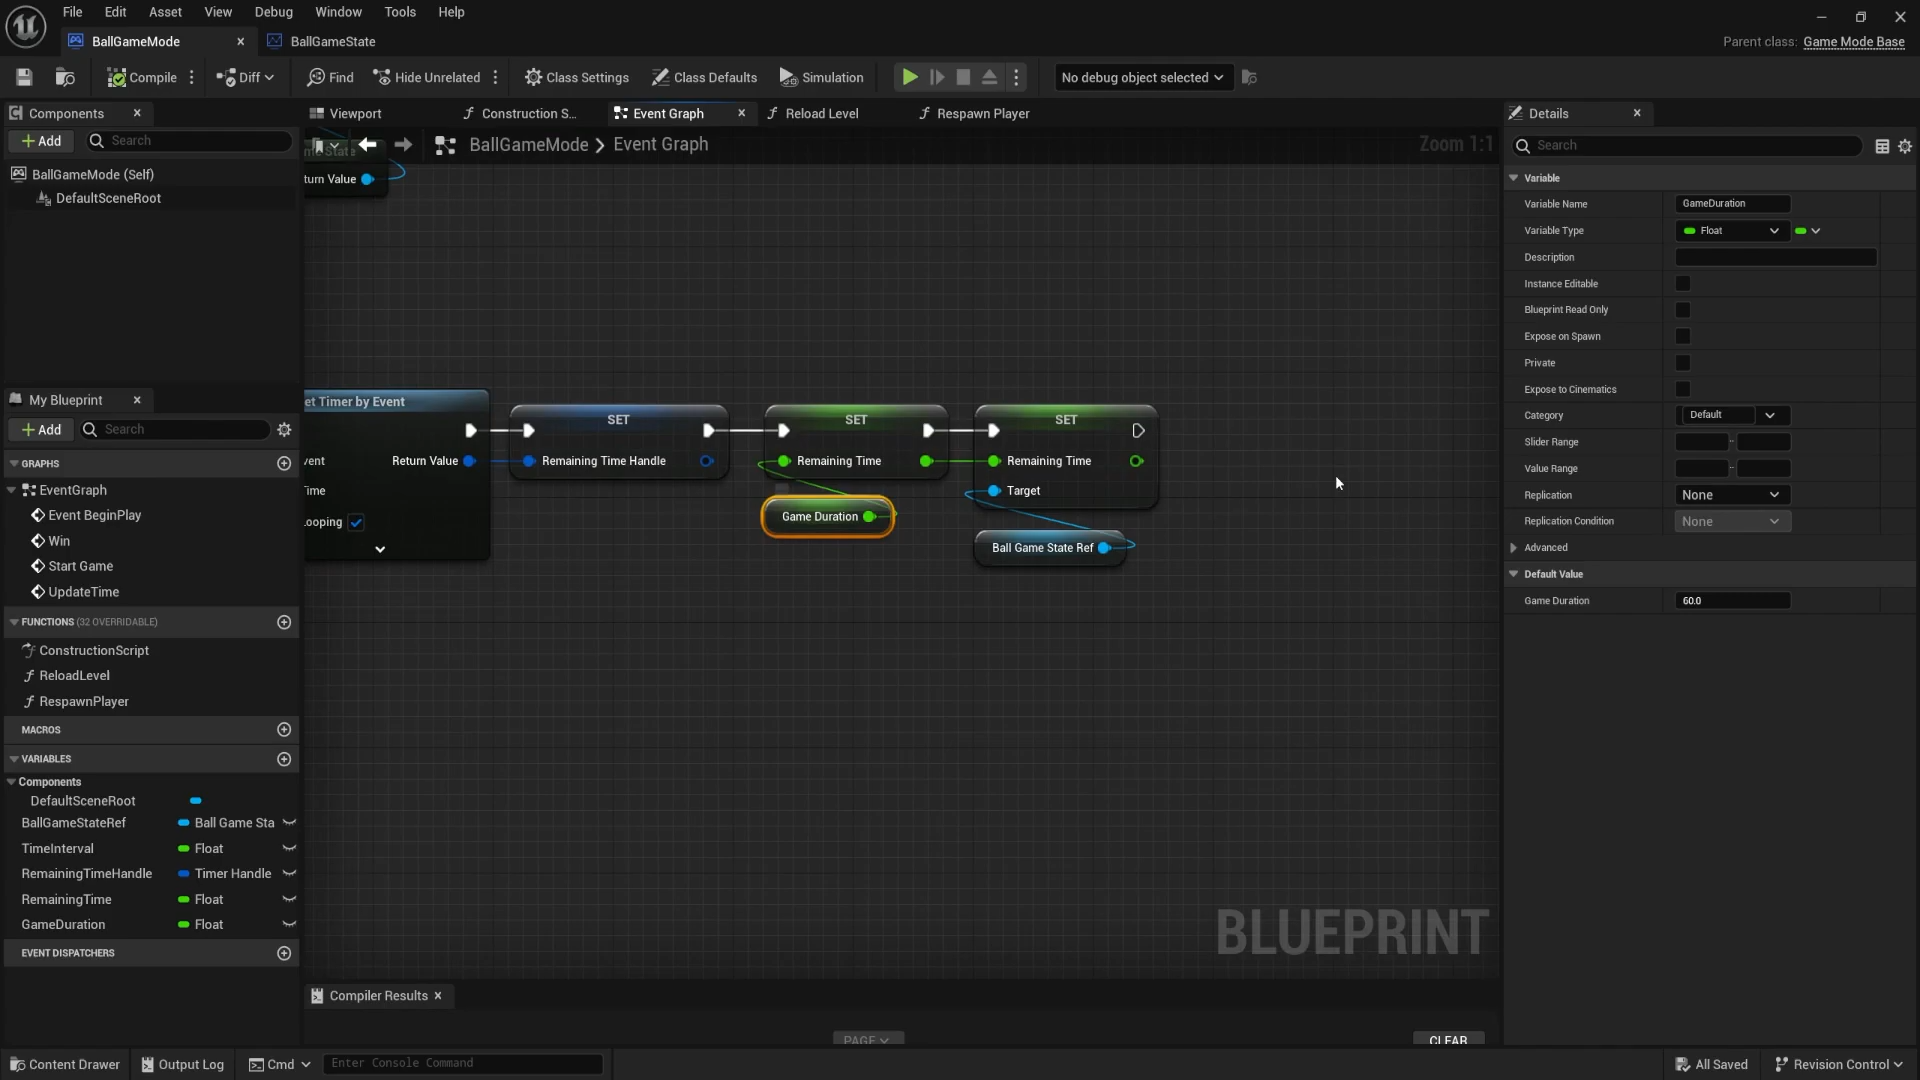 File Edit Asset View Debug Window Tools Help
BallGameMode BallGameState
Parent class: Game Mode Base
Compile Diff Find Hide Unrelated Class Settings Class Defaults Simulation No debug object selected
Components
Viewport Construction S... Event Graph Reload Level Respawn Player
Details
Add Search
BallGameMode > Event Graph
Zoom 1:1
Search
BallGameMode (Self)
DefaultSceneRoot
turn Value
Variable
Variable Name GameDuration
Variable Type Float
Description
Instance Editable
Blueprint Read Only
Expose on Spawn
Private
Expose to Cinematics
Category Default
Slider Range
Value Range
Replication None
Replication Condition None
Advanced
Default Value
Game Duration 60.0
My Blueprint
Add Search
GRAPHS
EventGraph
Event BeginPlay
Win
Start Game
UpdateTime
FUNCTIONS (32 OVERRIDABLE)
ConstructionScript
ReloadLevel
RespawnPlayer
MACROS
VARIABLES
Components
DefaultSceneRoot
BallGameStateRef Ball Game Sta
TimeInterval Float
RemainingTimeHandle Timer Handle
RemainingTime Float
GameDuration Float
EVENT DISPATCHERS
et Timer by Event
vent Return Value
ime
ooping
SET
Remaining Time Handle
SET
Remaining Time
Game Duration
SET
Remaining Time
Target
Ball Game State Ref
BLUEPRINT
Compiler Results
PAGE
CLEAR
Content Drawer Output Log Cmd Enter Console Command
All Saved Revision Control